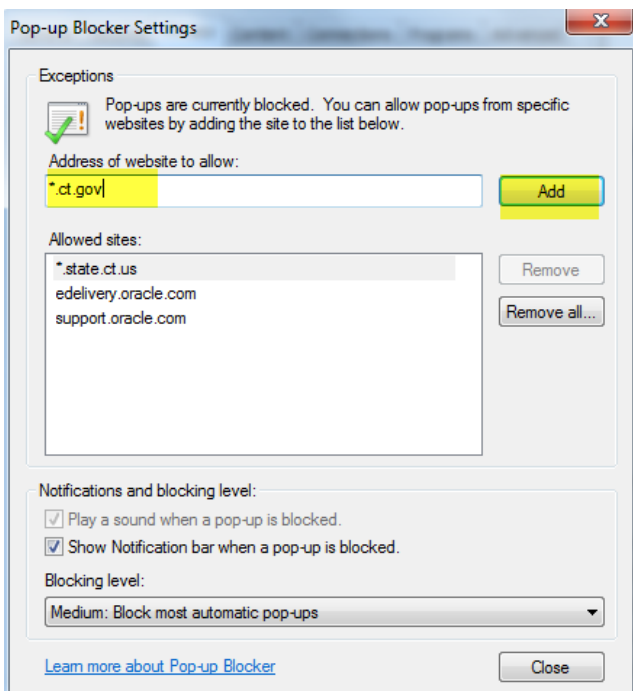 Pop-up Blocker Settings
Exceptions
Pop-ups are currently blocked. You can allow pop-ups from specific
websites by adding the site to the list below.
Address of website to allow:
*.ct.gov
Add
Allowed sites:
*.state.ct.us
edelivery.oracle.com
support.oracle.com
Remove
Remove all...
Notifications and blocking level:
Play a sound when a pop-up is blocked.
Show Notification bar when a pop-up is blocked.
Blocking level:
Medium: Block most automatic pop-ups
Learn more about Pop-up Blocker
Close